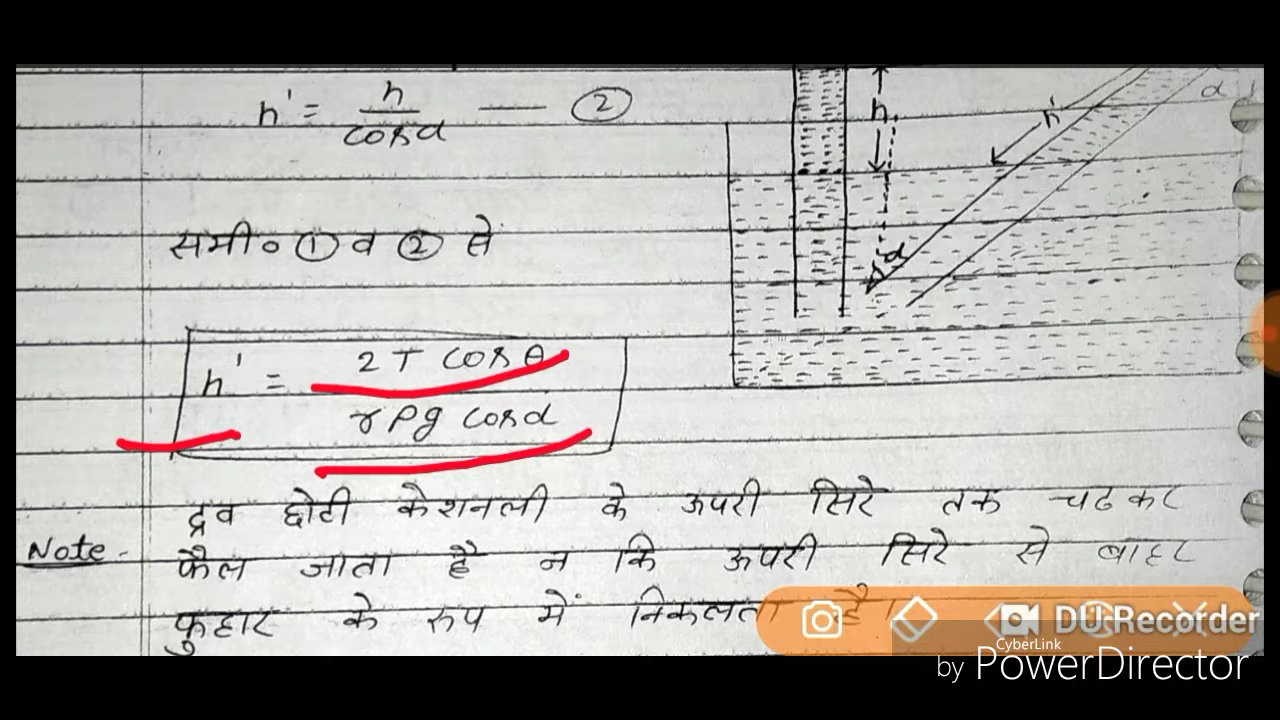 h' = h / cosα — ②
h
h'
α
α
समी० ① व ② से
h' = 2T cosθ / rρg cosα
द्रव छोटी केशनली के ऊपरी सिरे तक चढकर
Note - फैल जाता है न कि ऊपरी सिरे से बाहर
फुहार के रुप में निकलता है।
DU Recorder
CyberLink
by PowerDirector